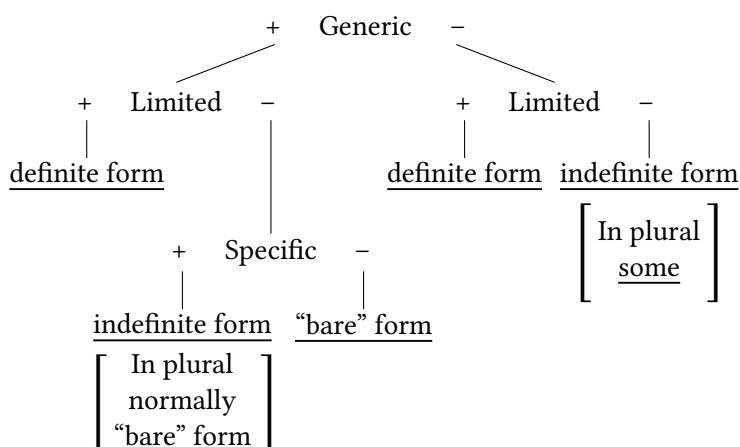 + Generic −
+ Limited − + Limited −
definite form definite form indefinite form
In plural
some
+ Specific −
indefinite form “bare” form
In plural
normally
“bare” form